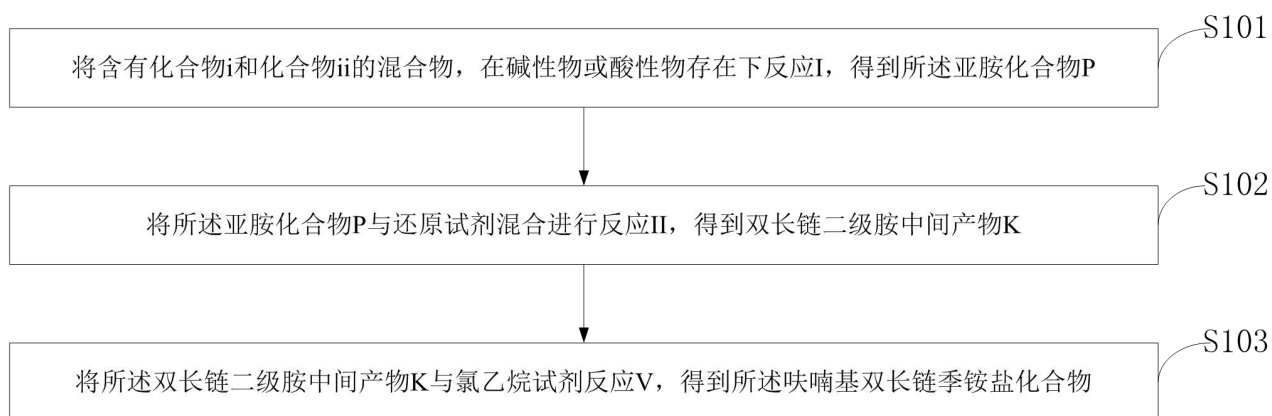 S101
将含有化合物i和化合物ii的混合物，在碱性物或酸性物存在下反应I，得到所述亚胺化合物P
S102
将所述亚胺化合物P与还原试剂混合进行反应II，得到双长链二级胺中间产物K
S103
将所述双长链二级胺中间产物K与氯乙烷试剂反应V，得到所述呋喃基双长链季铵盐化合物